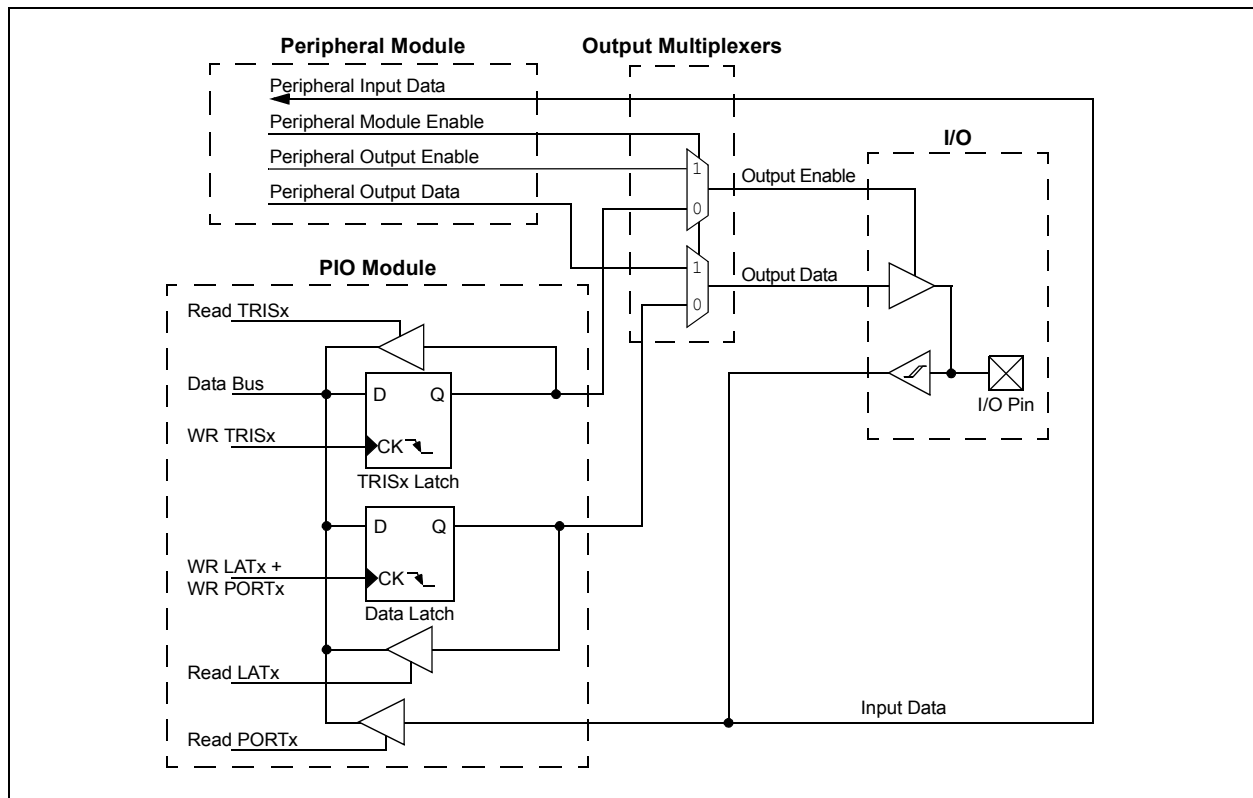 Peripheral Module
Output Multiplexers
Peripheral Input Data
Peripheral Module Enable
Peripheral Output Enable
Peripheral Output Data
1
0
1
0
Output Enable
Output Data
I/O
I/O Pin
PIO Module
Read TRISx
Data Bus
D
Q
WR TRISx
CK
TRISx Latch
D
Q
WR LATx +
WR PORTx
CK
Data Latch
Read LATx
Read PORTx
Input Data